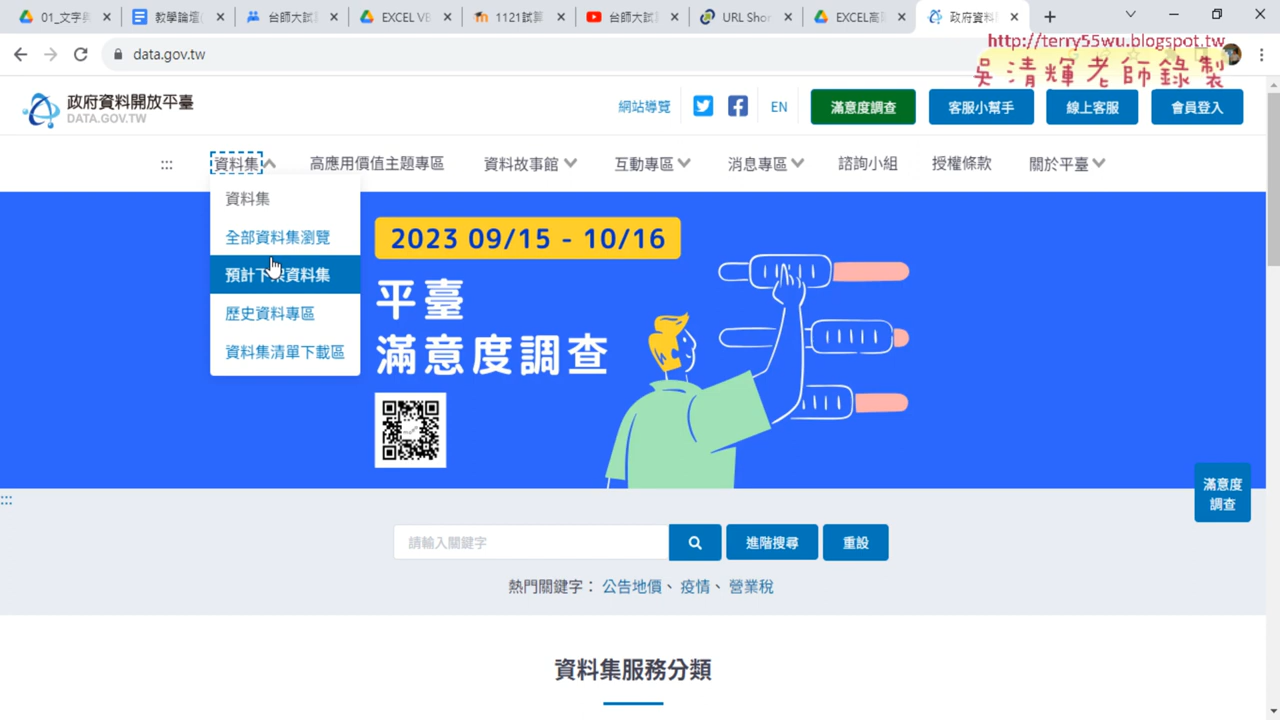 01_文字與
教學論壇(
台師大試算
EXCEL VB
1121試算
台師大試算
URL Shor
EXCEL高
政府資料
data.gov.tw
http://terry55wu.blogspot.tw
吳清輝老師錄製
政府資料開放平臺
DATA.GOV.TW
網站導覽
EN
滿意度調查
客服小幫手
線上客服
會員登入
:::
資料集
高應用價值主題專區
資料故事館
互動專區
消息專區
諮詢小組
授權條款
關於平臺
資料集
全部資料集瀏覽
預計下架資料集
歷史資料專區
資料集清單下載區
2023 09/15 - 10/16
平臺
滿意度調查
滿意度
調查
:::
請輸入關鍵字
進階搜尋
重設
熱門關鍵字： 公告地價、 疫情、 營業稅
資料集服務分類